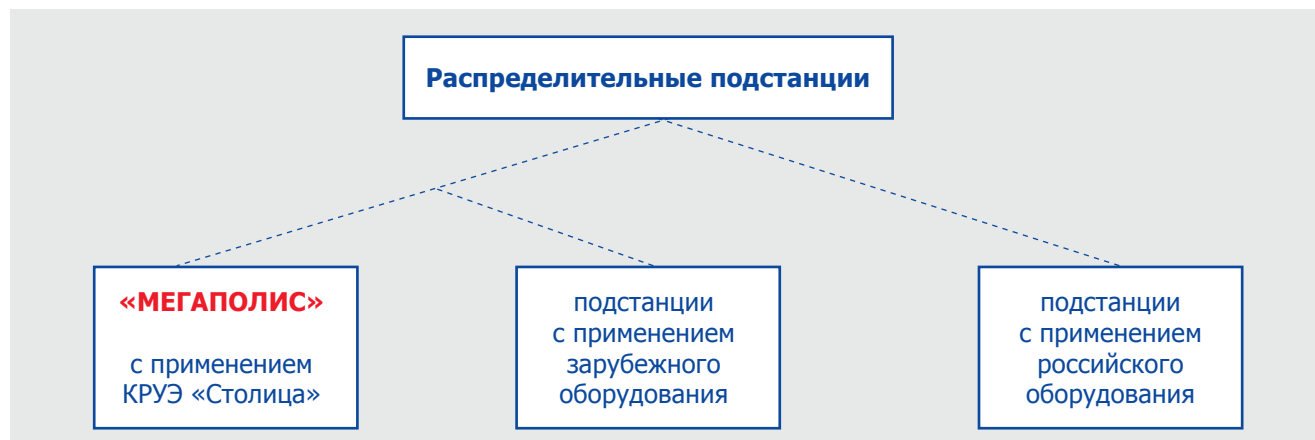 Распределительные подстанции
«МЕГАПОЛИС»
с применением
КРУЭ «Столица»
подстанции
с применением
зарубежного
оборудования
подстанции
с применением
российского
оборудования